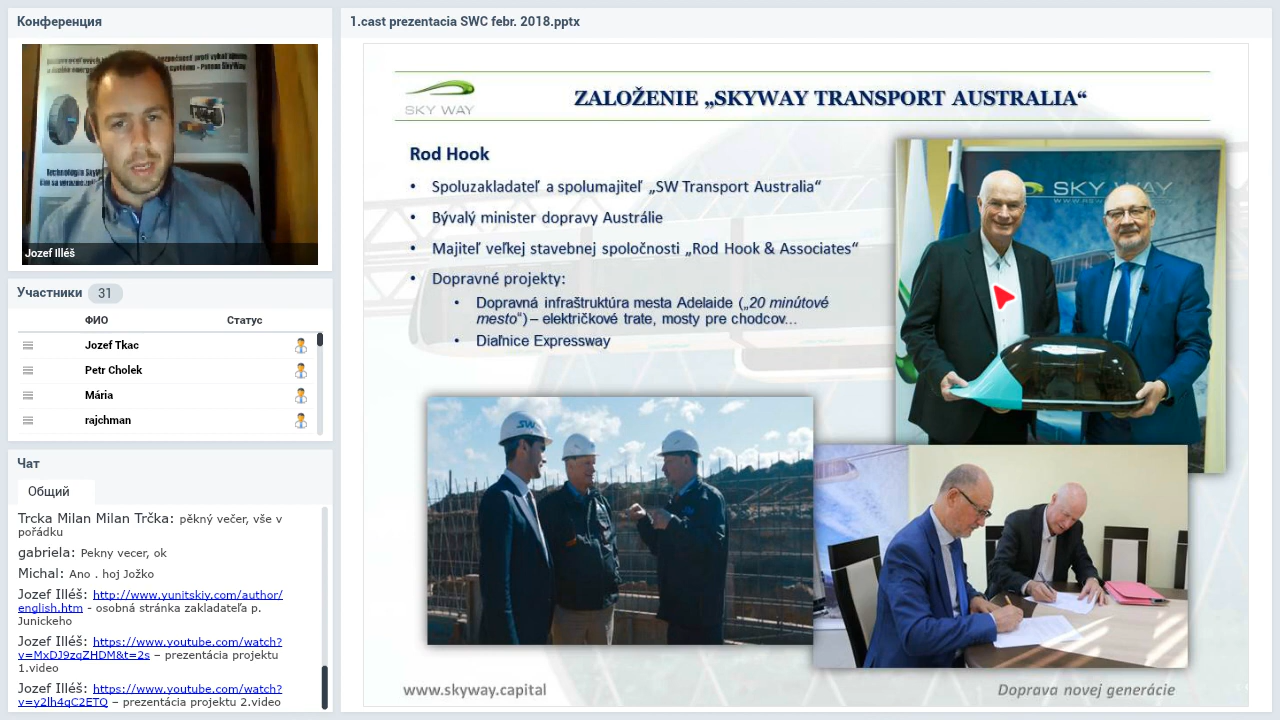 Конференция
Technológia SkyWay
Jozef Illéš
Участники 31
ФИО Статус
Jozef Tkac
Petr Cholek
Mária
rajchman
Чат
Общий
Trcka Milan Milan Trčka: pěkný večer, vše v
pořádku
gabriela: Pekny vecer, ok
Michal: Ano . hoj Jožko
Jozef Illéš: http://www.yunitskiy.com/author/
english.htm - osobná stránka zakladateľa p.
Junickeho
Jozef Illéš: https://www.youtube.com/watch?
v=MxDJ9zqZHDM&t=2s – prezentácia projektu
1.video
Jozef Illéš: https://www.youtube.com/watch?
v=y2lh4qC2ETQ – prezentácia projektu 2.video
1.cast prezentacia SWC febr. 2018.pptx
SKY WAY
ZALOŽENIE „SKYWAY TRANSPORT AUSTRALIA“
Rod Hook
• Spoluzakladateľ a spolumajiteľ „SW Transport Australia“
• Bývalý minister dopravy Austrálie
• Majiteľ veľkej stavebnej spoločnosti „Rod Hook & Associates“
• Dopravné projekty:
• Dopravná infraštruktúra mesta Adelaide („20 minútové
mesto“) – električkové trate, mosty pre chodcov...
• Diaľnice Expressway
SKY WAY
SW
www.skyway.capital
Doprava novej generácie